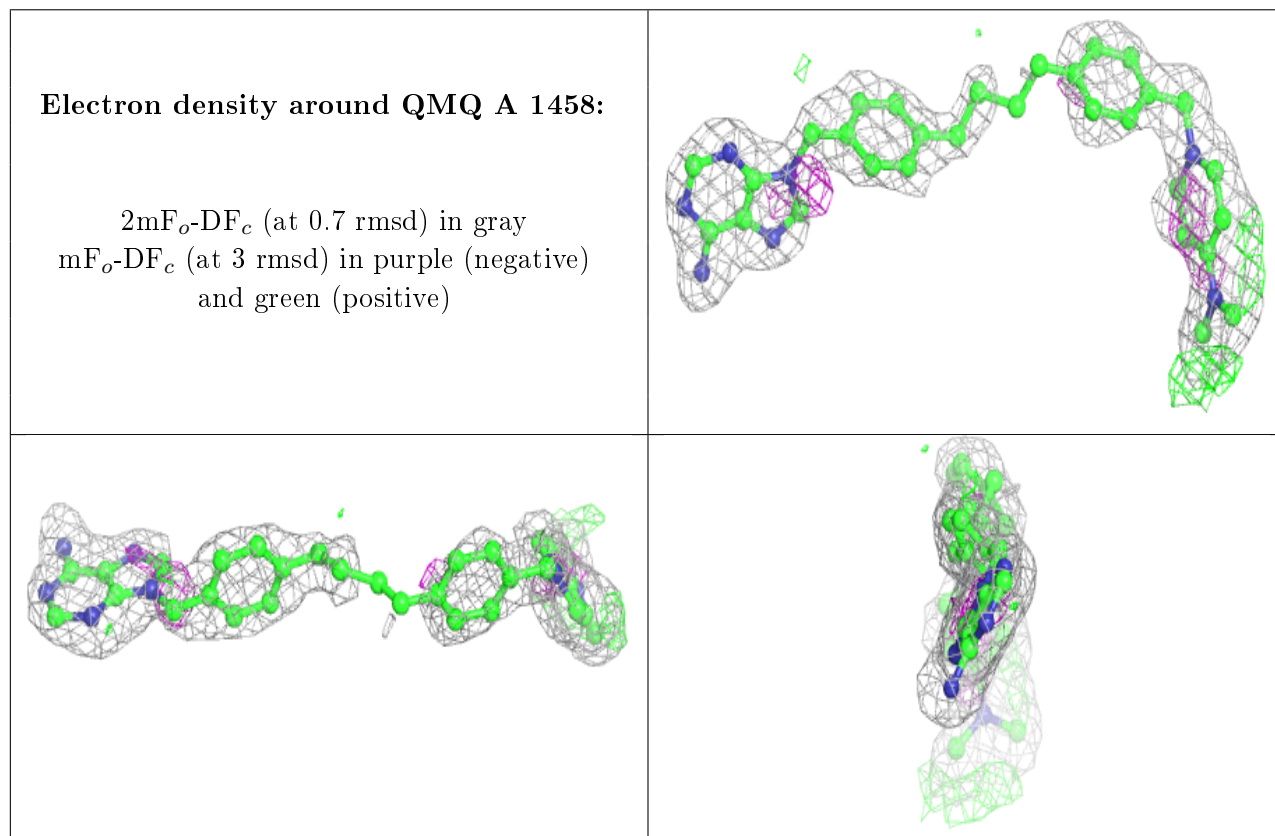 Electron density around QMQ A 1458:
2mFo-DFc (at 0.7 rmsd) in gray
mFo-DFc (at 3 rmsd) in purple (negative)
and green (positive)